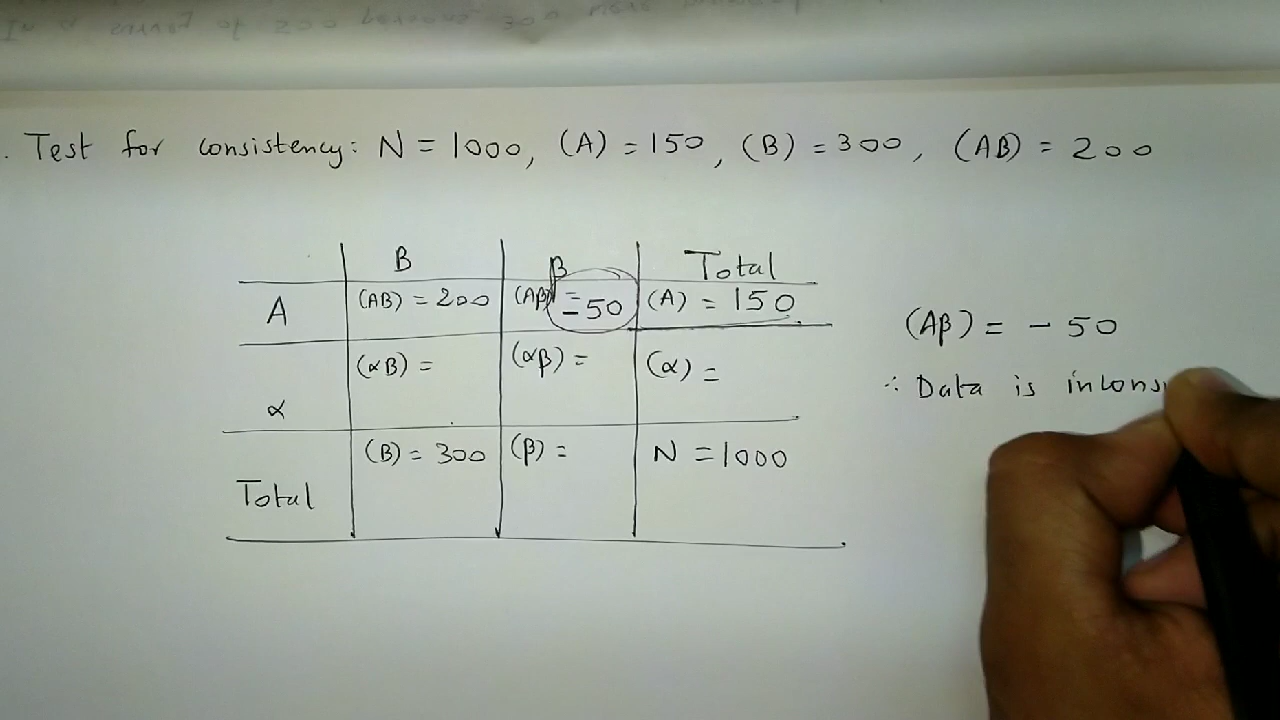 . Test for consistency: N = 1000, (A) = 150, (B) = 300, (AB) = 200
B β Total
A (AB) = 200 (Aβ) = -50 (A) = 150
(αB) = (αβ) = (α) =
α
(B) = 300 (β) = N = 1000
Total
(Aβ) = - 50
∴ Data is incons